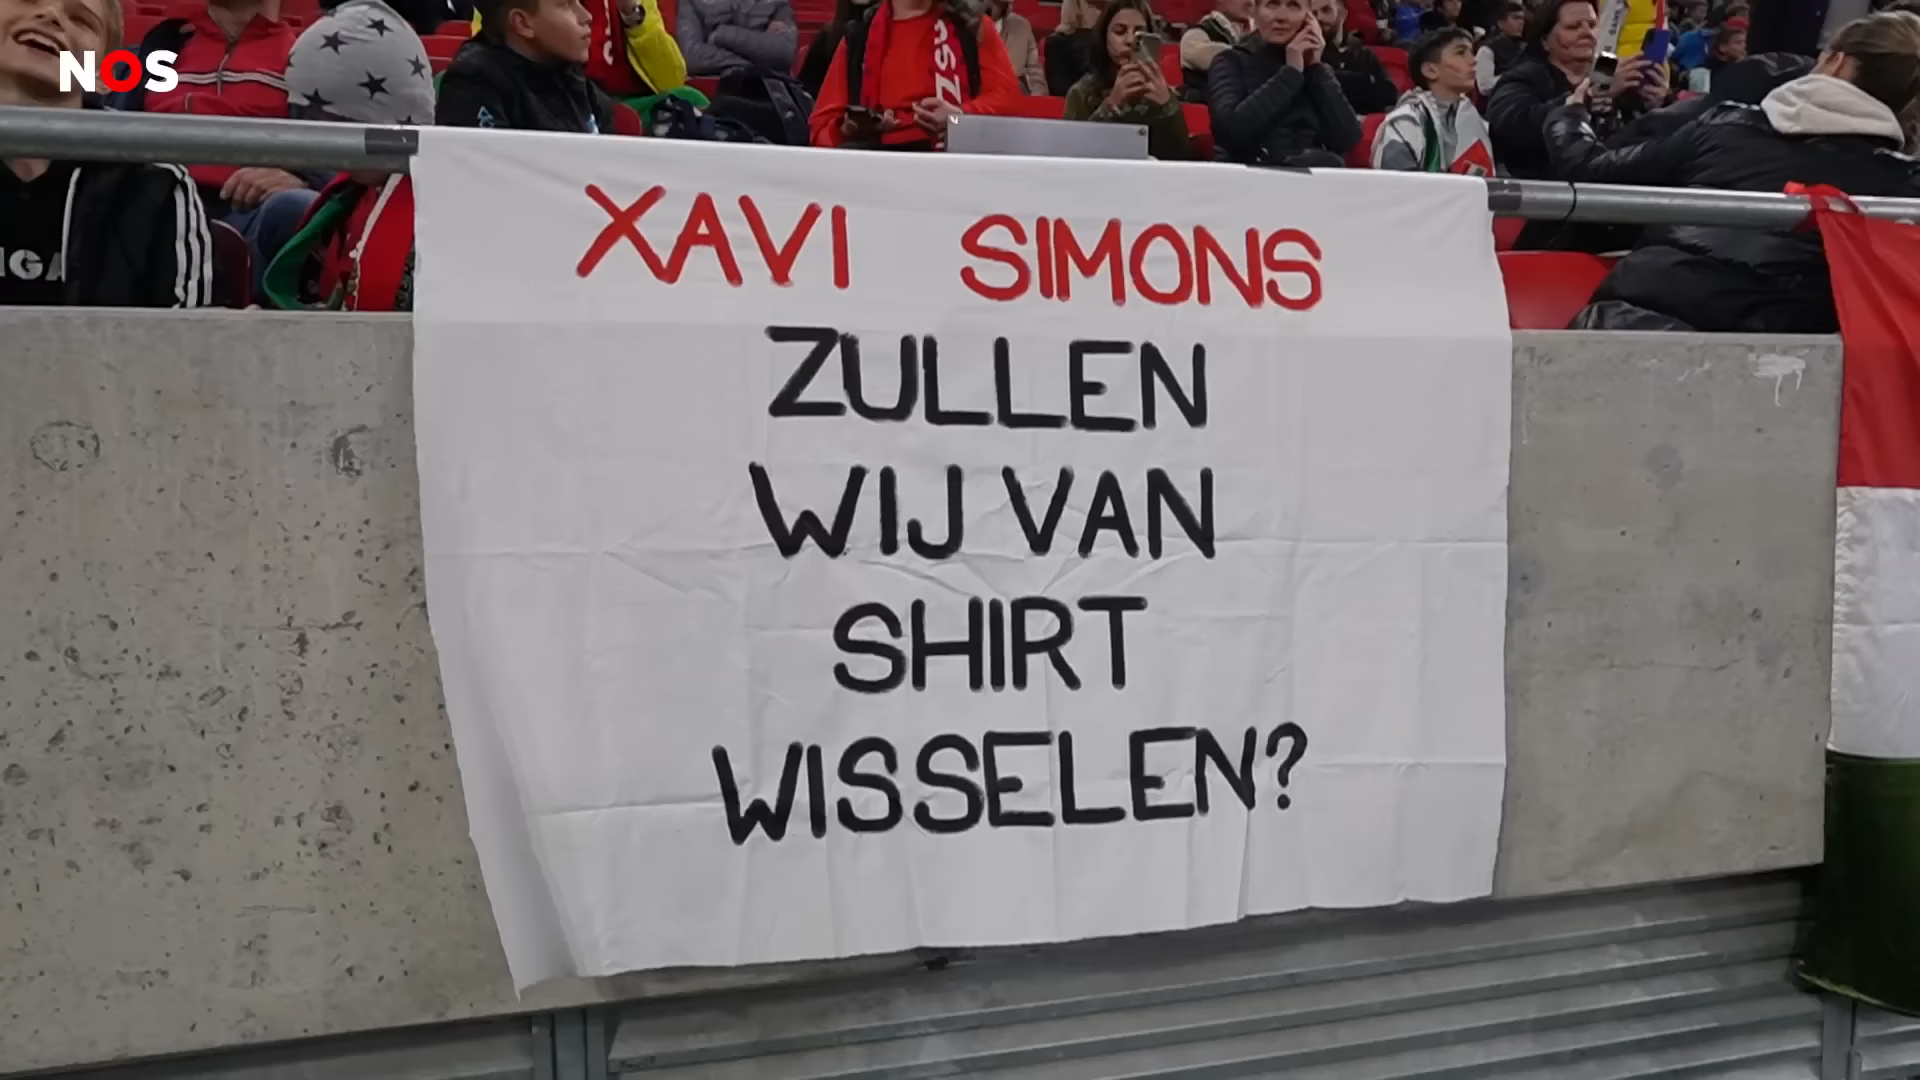 NOS
XAVI SIMONS
ZULLEN
WIJ VAN
SHIRT
WISSELEN?